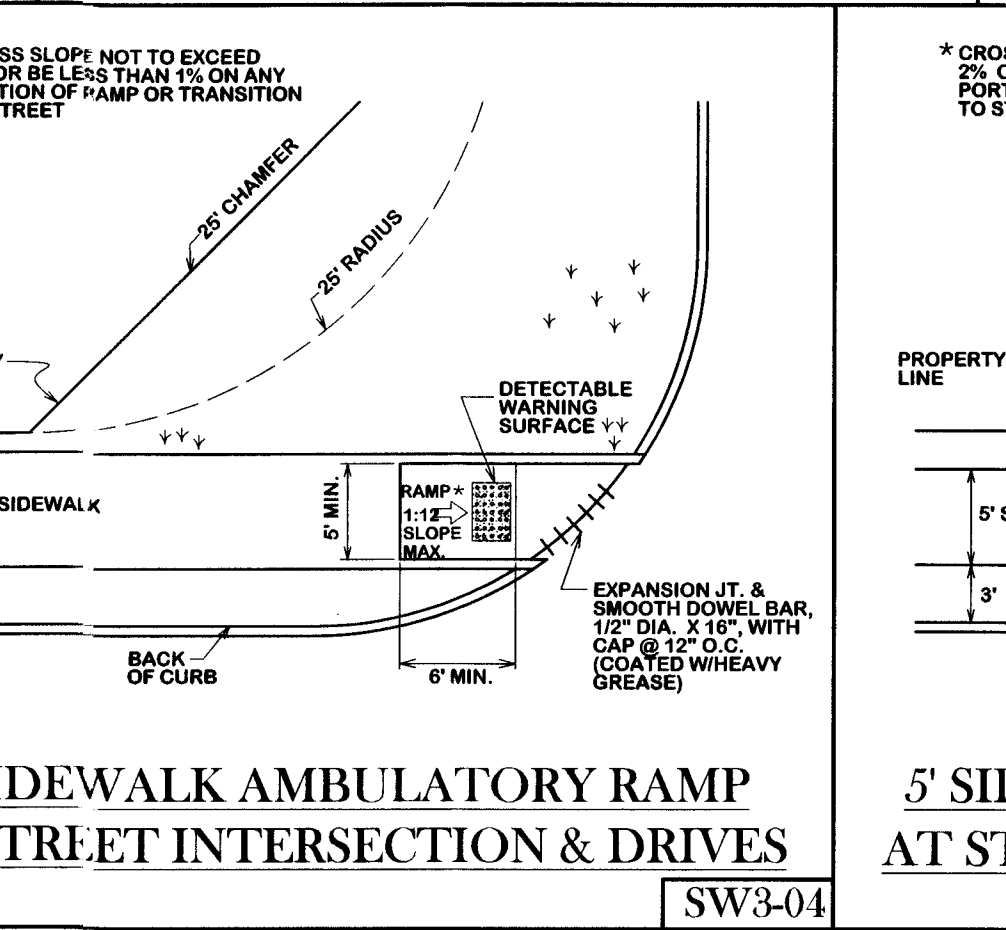 SS SLOPE NOT TO EXCEED
OR BE LESS THAN 1% ON ANY
TION OF RAMP OR TRANSITION
TREET
25' CHAMFER
25' RADIUS
DETECTABLE
WARNING
SURFACE
SIDEWALK
5' MIN.
RAMP*
1:12
SLOPE
MAX.
EXPANSION JT. &
SMOOTH DOWEL BAR,
1/2" DIA. X 16", WITH
CAP @ 12" O.C.
(COATED W/HEAVY
GREASE)
BACK
OF CURB
6' MIN.
IDEWALK AMBULATORY RAMP
TREET INTERSECTION & DRIVES
SW3-04
* CROS
2% O
PORT
TO S
PROPERTY
LINE
5' S
3'
5' SI
AT ST